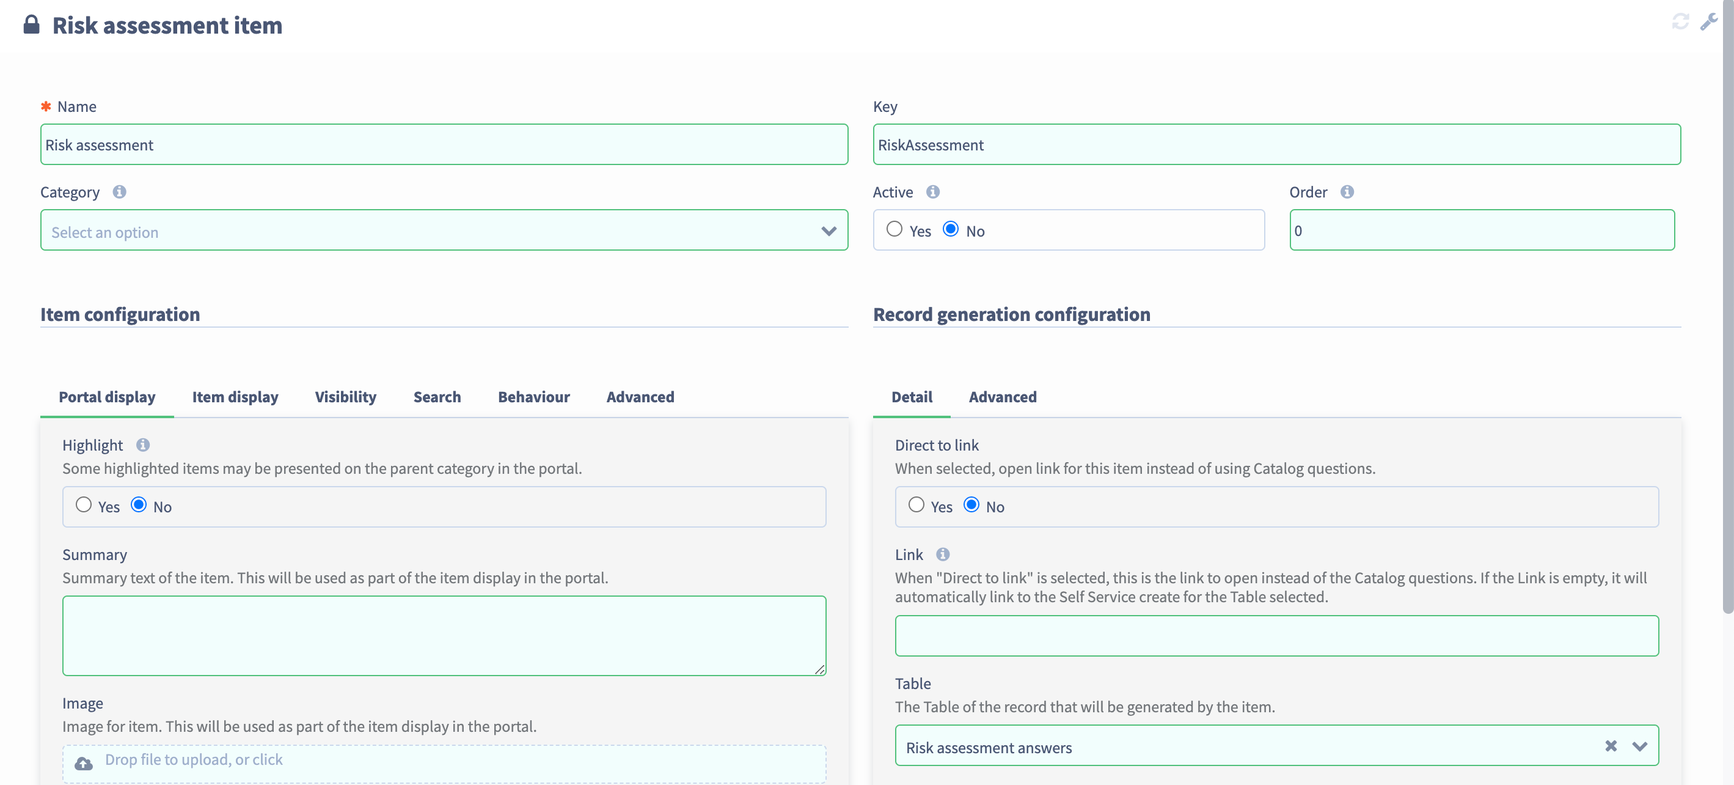 Risk assessment item
✱ Name
Risk assessment
Key
RiskAssessment
Category
Select an option
Active
Yes No
Order
0
Item configuration
Portal display Item display Visibility Search Behaviour Advanced
Highlight
Some highlighted items may be presented on the parent category in the portal.
Yes No
Summary
Summary text of the item. This will be used as part of the item display in the portal.
Image
Image for item. This will be used as part of the item display in the portal.
Drop file to upload, or click
Record generation configuration
Detail Advanced
Direct to link
When selected, open link for this item instead of using Catalog questions.
Yes No
Link
When "Direct to link" is selected, this is the link to open instead of the Catalog questions. If the Link is empty, it will
automatically link to the Self Service create for the Table selected.
Table
The Table of the record that will be generated by the item.
Risk assessment answers